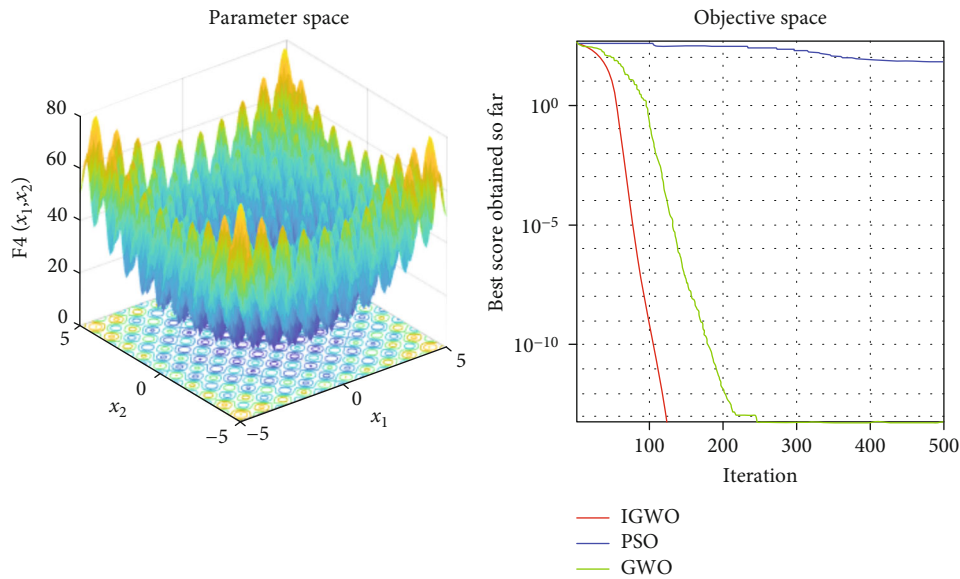 Parameter space
F4 (x₁,x₂)
80
60
40
20
0
5
0
−5
x₂
−5
0
5
x₁
Objective space
Best score obtained so far
10⁰
10⁻⁵
10⁻¹⁰
100 200 300 400 500
Iteration
IGWO
PSO
GWO